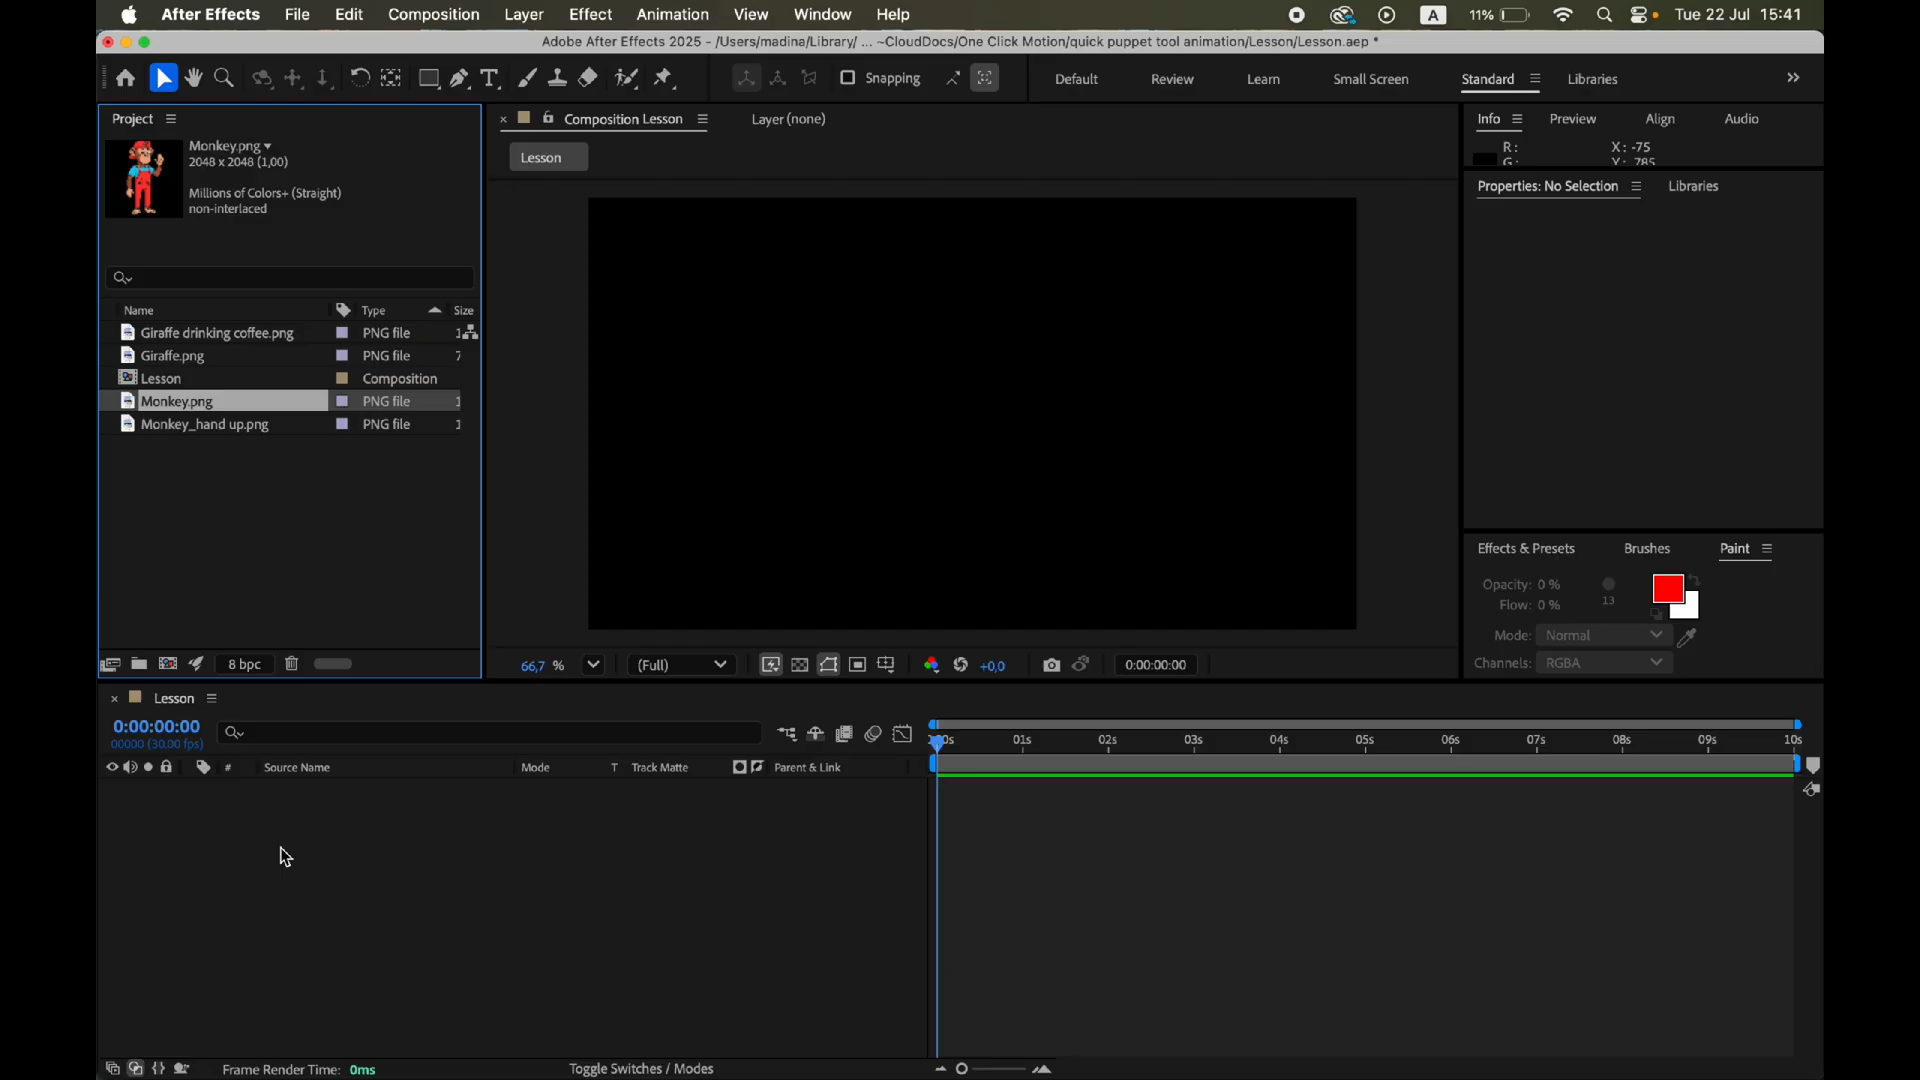 After Effects File Edit Composition Layer Effect Animation View Window Help A 11% Tue 22 Jul 15:41
Adobe After Effects 2025 - /Users/madina/Library/ ... ~CloudDocs/One Click Motion/quick puppet tool animation/Lesson/Lesson.aep *
Snapping Default Review Learn Small Screen Standard Libraries
Project
Monkey.png
2048 x 2048 (1,00)
Millions of Colors+ (Straight)
non-interlaced
Name Type Size
Giraffe drinking coffee.png PNG file 1
Giraffe.png PNG file 7
Lesson Composition
Monkey.png PNG file 1
Monkey_hand up.png PNG file 1
8 bpc
Composition Lesson Layer (none)
Lesson
66,7 % (Full) +0,0 0:00:00:00
Info Preview Align Audio
R: X: -75
G: Y: 785
Properties: No Selection Libraries
Effects & Presets Brushes Paint
Opacity: 0 %
Flow: 0 % 13
Mode: Normal
Channels: RGBA
Lesson
0:00:00:00
00000 (30.00 fps)
01s 02s 03s 04s 05s 06s 07s 08s 09s 10s
# Source Name Mode T Track Matte Parent & Link
Frame Render Time: 0ms Toggle Switches / Modes